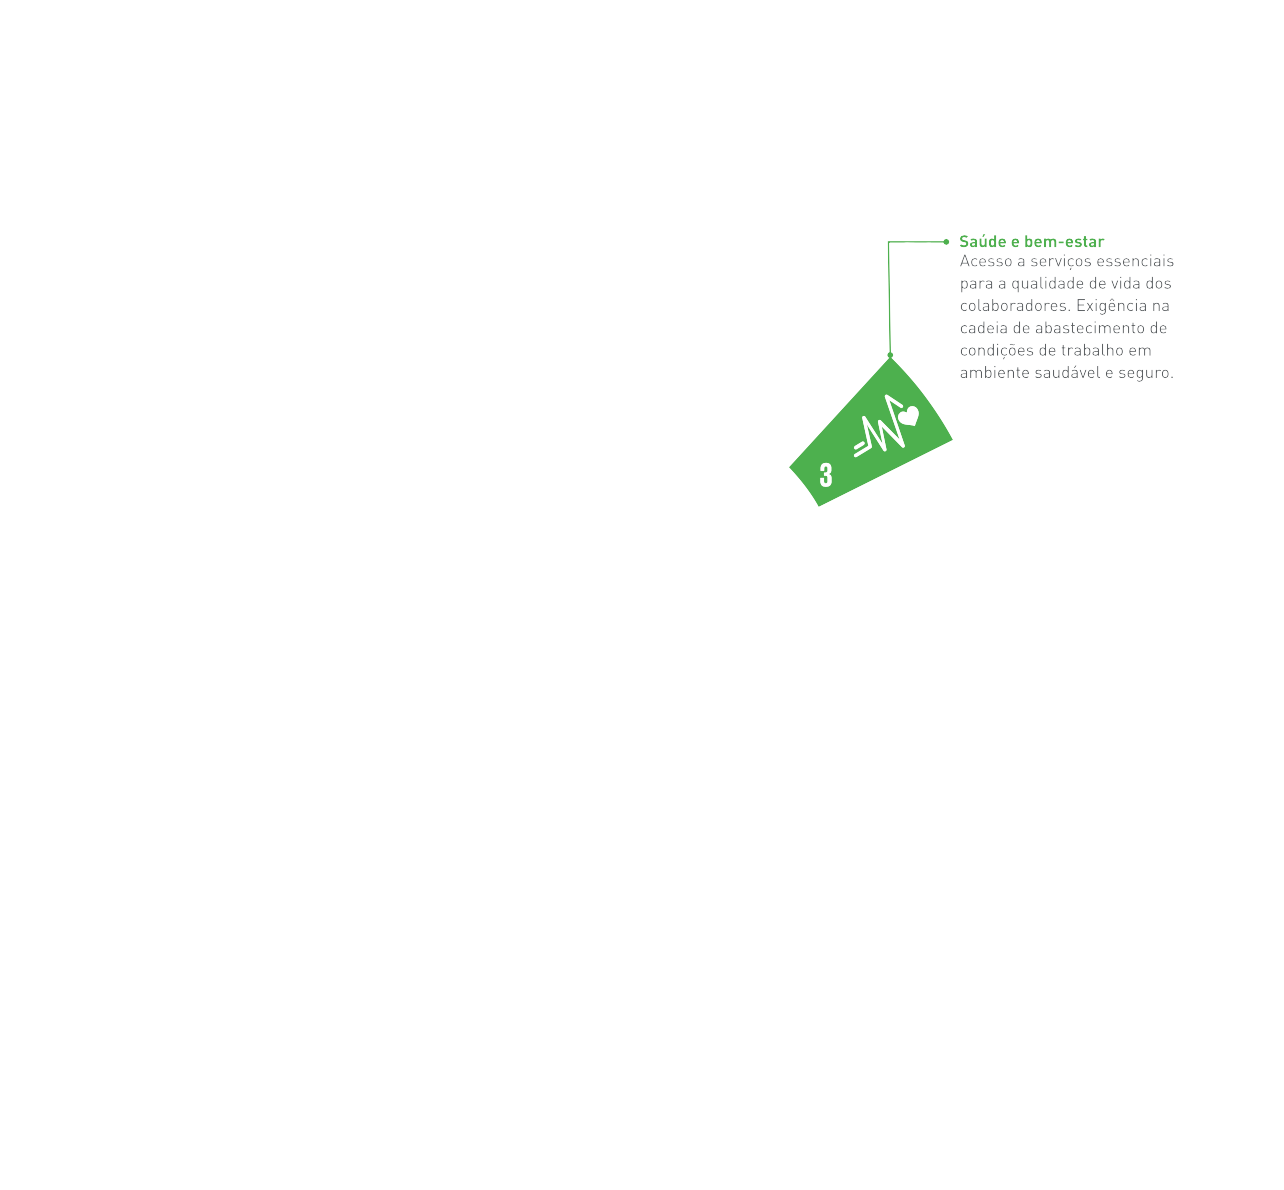 Saúde e bem-estar
Acesso a serviços essenciais
para a qualidade de vida dos
colaboradores. Exigência na
cadeia de abastecimento de
condições de trabalho em
ambiente saudável e seguro.
3